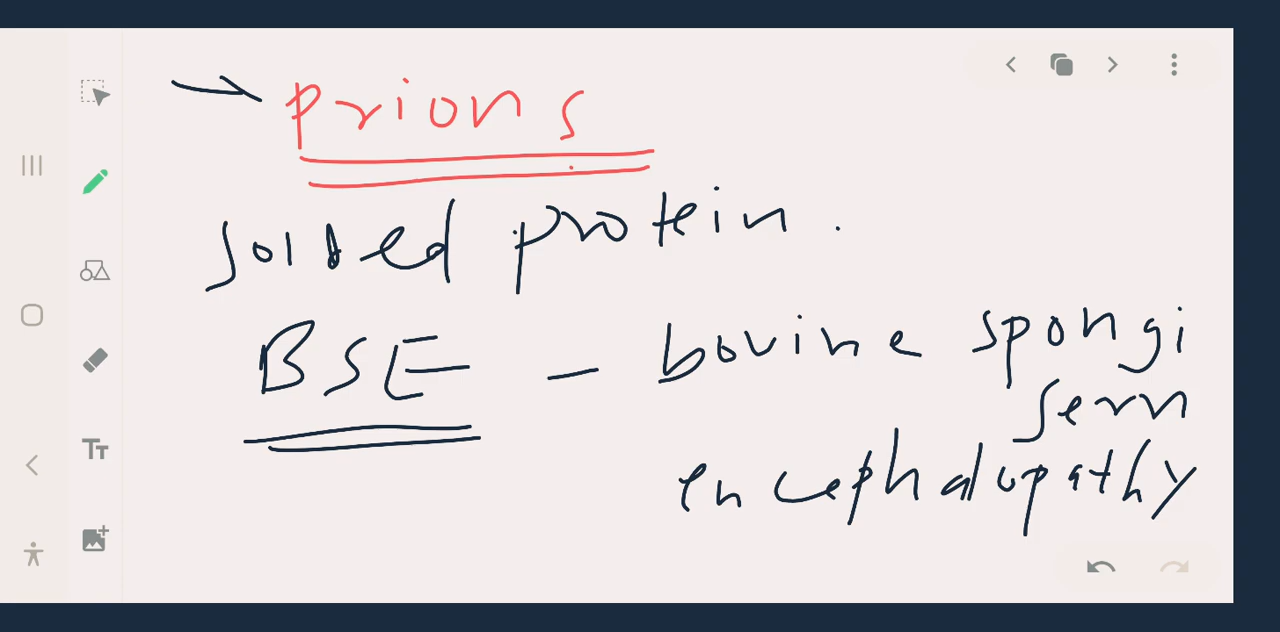 → prions
folded protein.
BSE – bovine spongi
form
encephalopathy